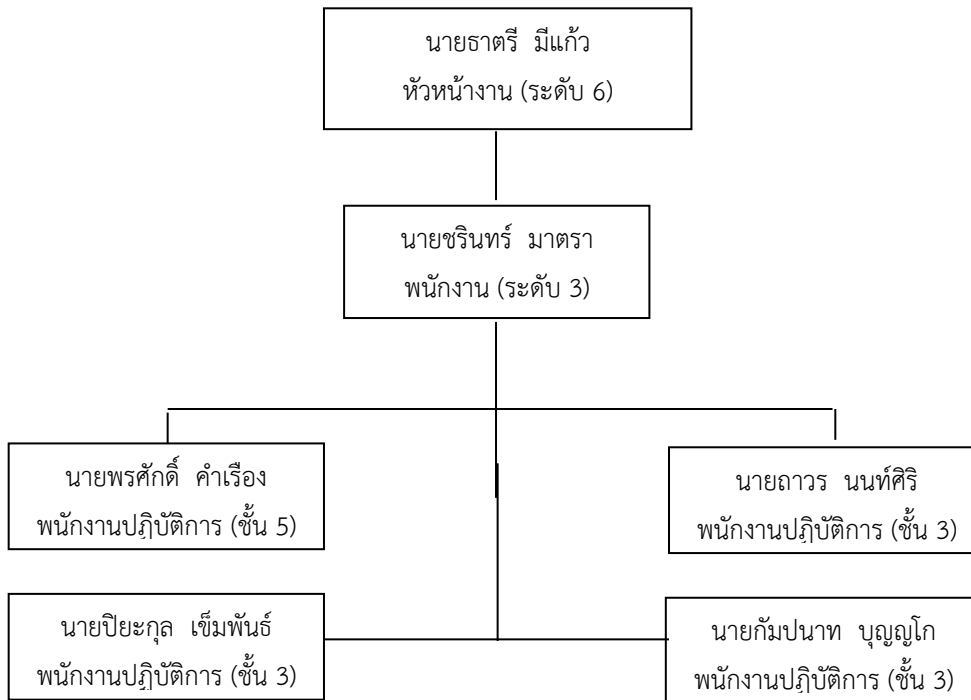 นายธาตรี มีแก้ว
หัวหน้างาน (ระดับ 6)
นายชรินทร์ มาตรา
พนักงาน (ระดับ 3)
นายพรศักดิ์ คำเรือง
พนักงานปฏิบัติการ (ชั้น 5)
นายถาวร นนท์ศิริ
พนักงานปฏิบัติการ (ชั้น 3)
นายปิยะกุล เข็มพันธ์
พนักงานปฏิบัติการ (ชั้น 3)
นายกัมปนาท บุญญโก
พนักงานปฏิบัติการ (ชั้น 3)